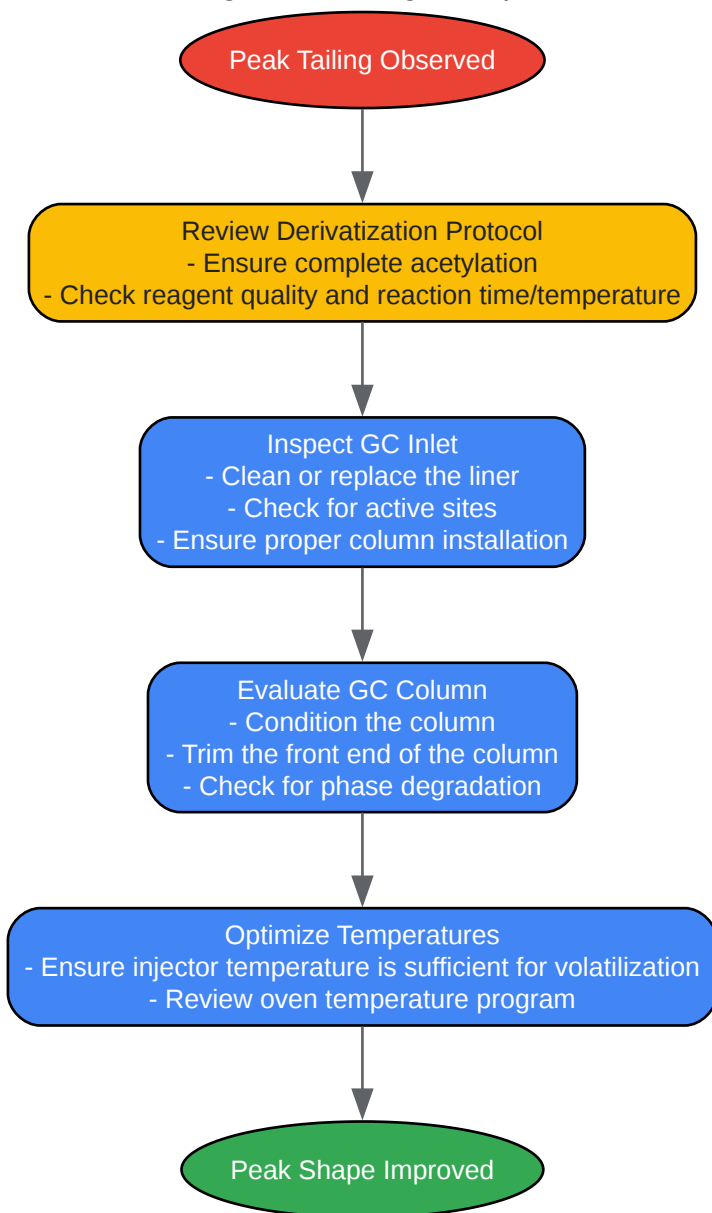 Peak Tailing Observed
Review Derivatization Protocol
- Ensure complete acetylation
- Check reagent quality and reaction time/temperature
Inspect GC Inlet
- Clean or replace the liner
- Check for active sites
- Ensure proper column installation
Evaluate GC Column
- Condition the column
- Trim the front end of the column
- Check for phase degradation
Optimize Temperatures
- Ensure injector temperature is sufficient for volatilization
- Review oven temperature program
Peak Shape Improved